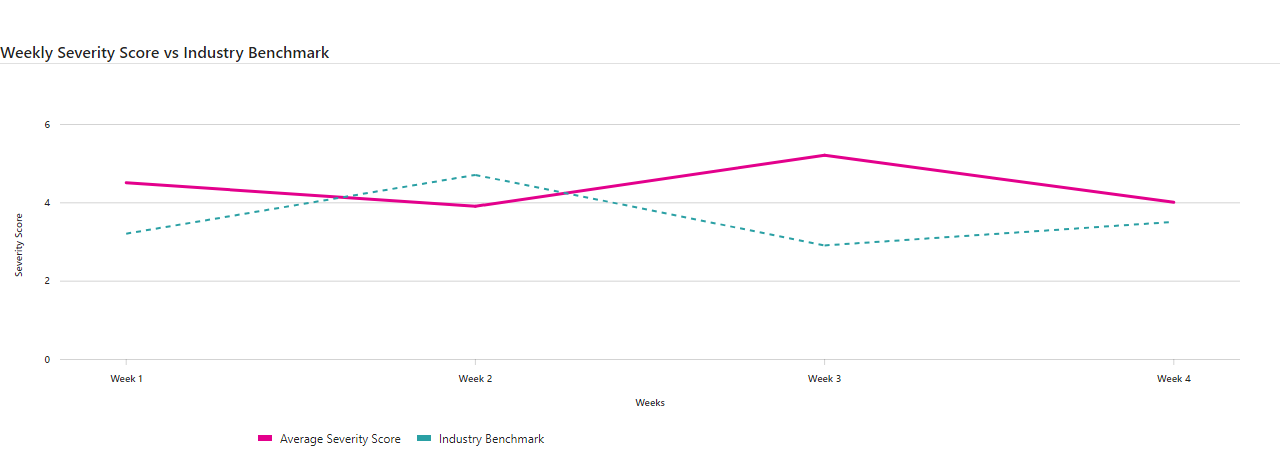 Weekly Severity Score vs Industry Benchmark
6
4
2
0
Severity Score
Week 1 Week 2 Week 3 Week 4
Weeks
Average Severity Score Industry Benchmark